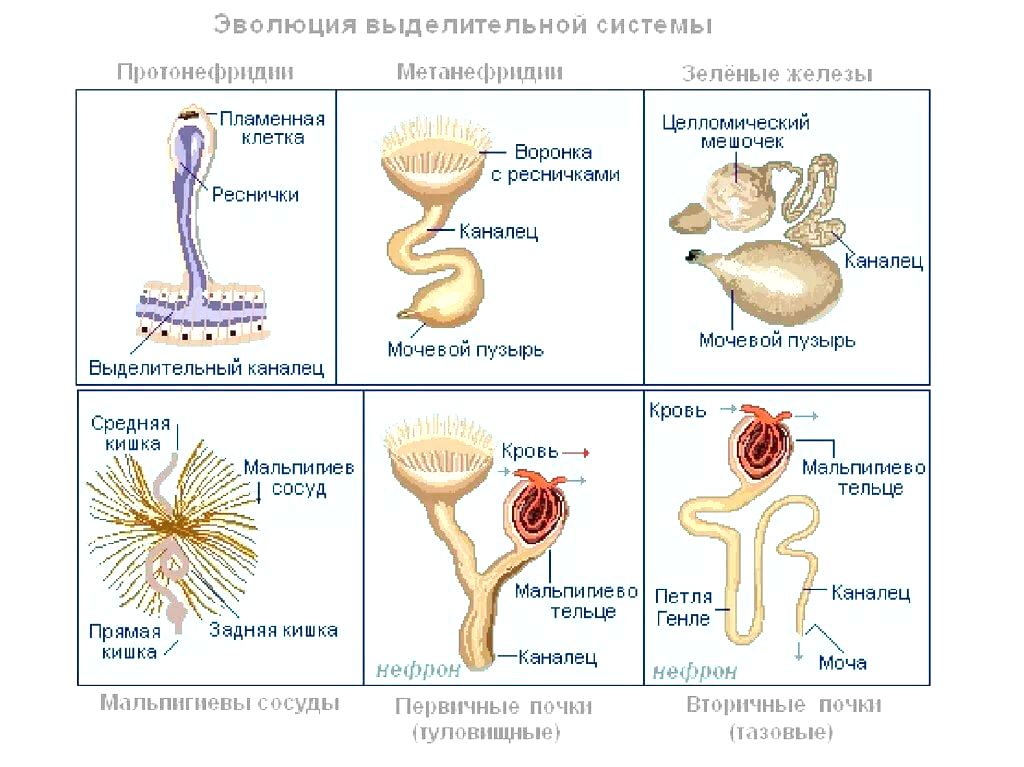 Эволюция выделительной системы
Протонефридии
Метанефридии
Зелёные железы
Пламенная
клетка
Реснички
Выделительный каналец
Воронка
с ресничками
Каналец
Мочевой пузырь
Целломический
мешочек
Каналец
Мочевой пузырь
Средняя
кишка
Мальпигиев
сосуд
Прямая
кишка
Задняя кишка
Кровь
Мальпигиево
тельце
Каналец
нефрон
Кровь
Мальпигиево
тельце
Петля
Генле
Каналец
Моча
нефрон
Мальпигиевы сосуды
Первичные почки
(туловищные)
Вторичные почки
(тазовые)